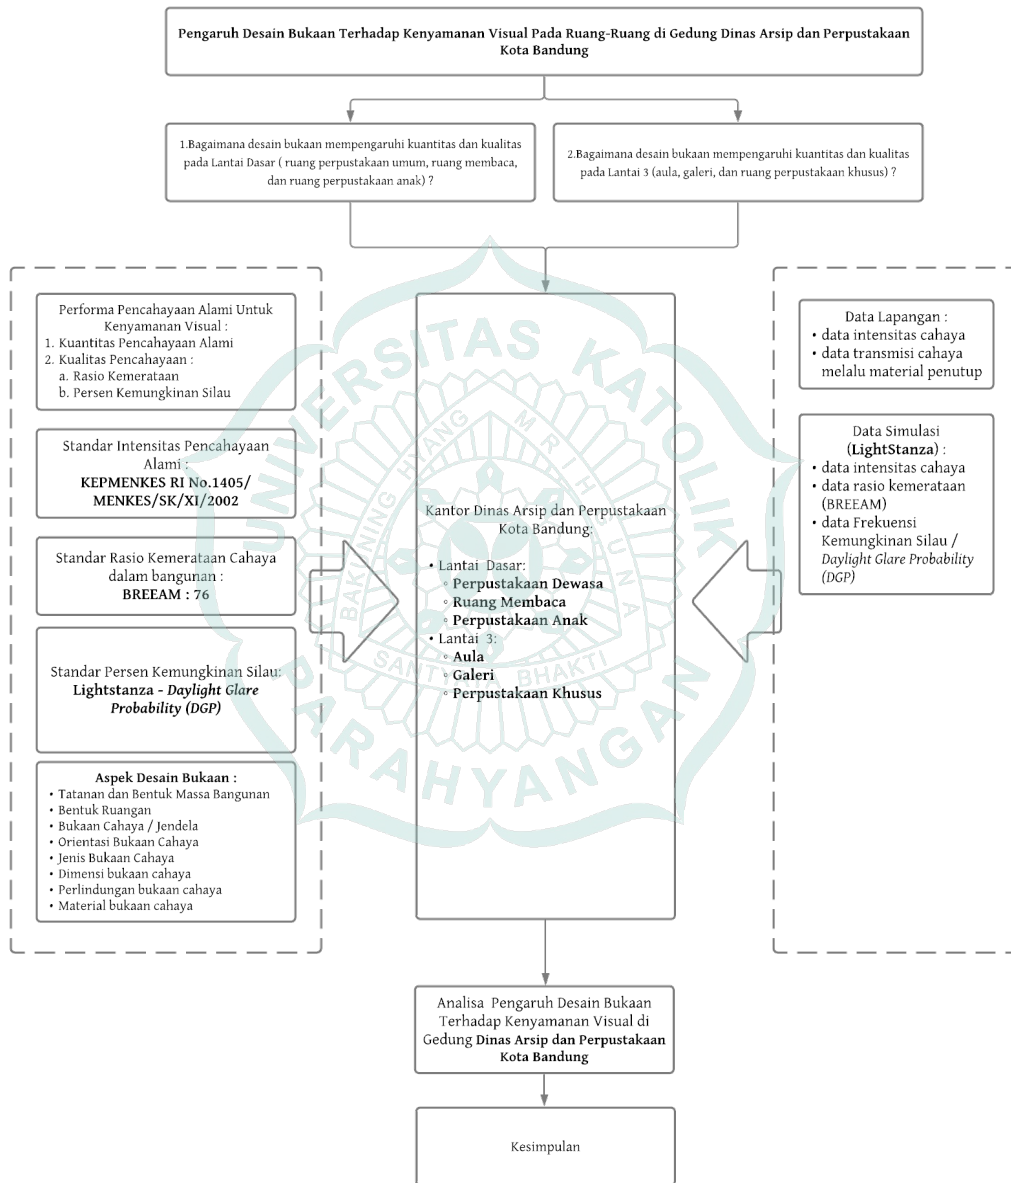 Pengaruh Desain Bukaan Terhadap Kenyamanan Visual Pada Ruang-Ruang di Gedung Dinas Arsip dan Perpustakaan
Kota Bandung
1.Bagaimana desain bukaan mempengaruhi kuantitas dan kualitas
pada Lantai Dasar ( ruang perpustakaan umum, ruang membaca,
dan ruang perpustakaan anak) ?
2.Bagaimana desain bukaan mempengaruhi kuantitas dan kualitas
pada Lantai 3 (aula, galeri, dan ruang perpustakaan khusus) ?
Performa Pencahayaan Alami Untuk
Kenyamanan Visual :
1. Kuantitas Pencahayaan Alami
2. Kualitas Pencahayaan :
a. Rasio Kemerataan
b. Persen Kemungkinan Silau
Standar Intensitas Pencahayaan
Alami :
KEPMENKES RI No.1405/
MENKES/SK/XI/2002
Standar Rasio Kemerataan Cahaya
dalam bangunan :
BREEAM : 76
Standar Persen Kemungkinan Silau:
Lightstanza - Daylight Glare
Probability (DGP)
Aspek Desain Bukaan :
• Tatanan dan Bentuk Massa Bangunan
• Bentuk Ruangan
• Bukaan Cahaya / Jendela
• Orientasi Bukaan Cahaya
• Jenis Bukaan Cahaya
• Dimensi bukaan cahaya
• Perlindungan bukaan cahaya
• Material bukaan cahaya
Kantor Dinas Arsip dan Perpustakaan
Kota Bandung:
• Lantai Dasar:
◦ Perpustakaan Dewasa
◦ Ruang Membaca
◦ Perpustakaan Anak
• Lantai 3:
◦ Aula
◦ Galeri
◦ Perpustakaan Khusus
Data Lapangan :
• data intensitas cahaya
• data transmisi cahaya
melalu material penutup
Data Simulasi
(LightStanza) :
• data intensitas cahaya
• data rasio kemerataan
(BREEAM)
• data Frekuensi
Kemungkinan Silau /
Daylight Glare Probability
(DGP)
Analisa Pengaruh Desain Bukaan
Terhadap Kenyamanan Visual di
Gedung Dinas Arsip dan Perpustakaan
Kota Bandung
Kesimpulan
UNIVERSITAS KATOLIK
PARAHYANGAN
BAKUNING HYANG MRIH GUNA
SANTYAYA BHAKTI